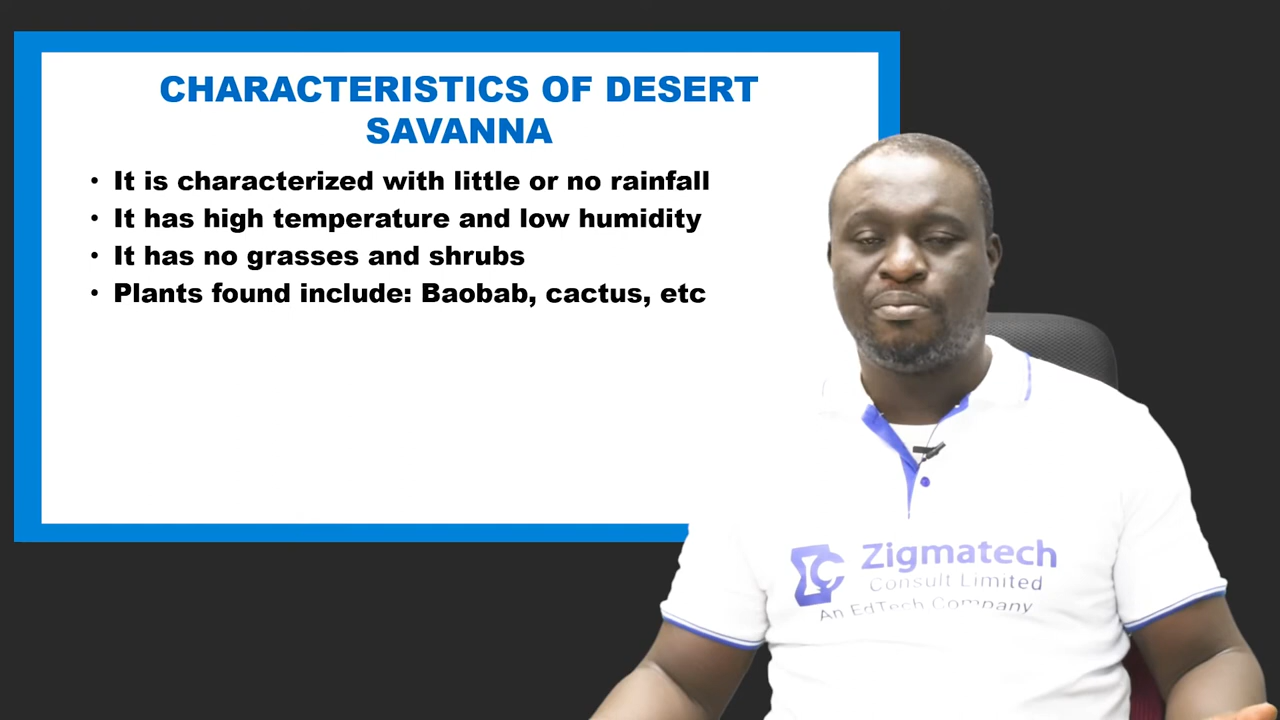 CHARACTERISTICS OF DESERT
SAVANNA
• It is characterized with little or no rainfall
• It has high temperature and low humidity
• It has no grasses and shrubs
• Plants found include: Baobab, cactus, etc
Zigmatech
Consult Limited
An EdTech Company